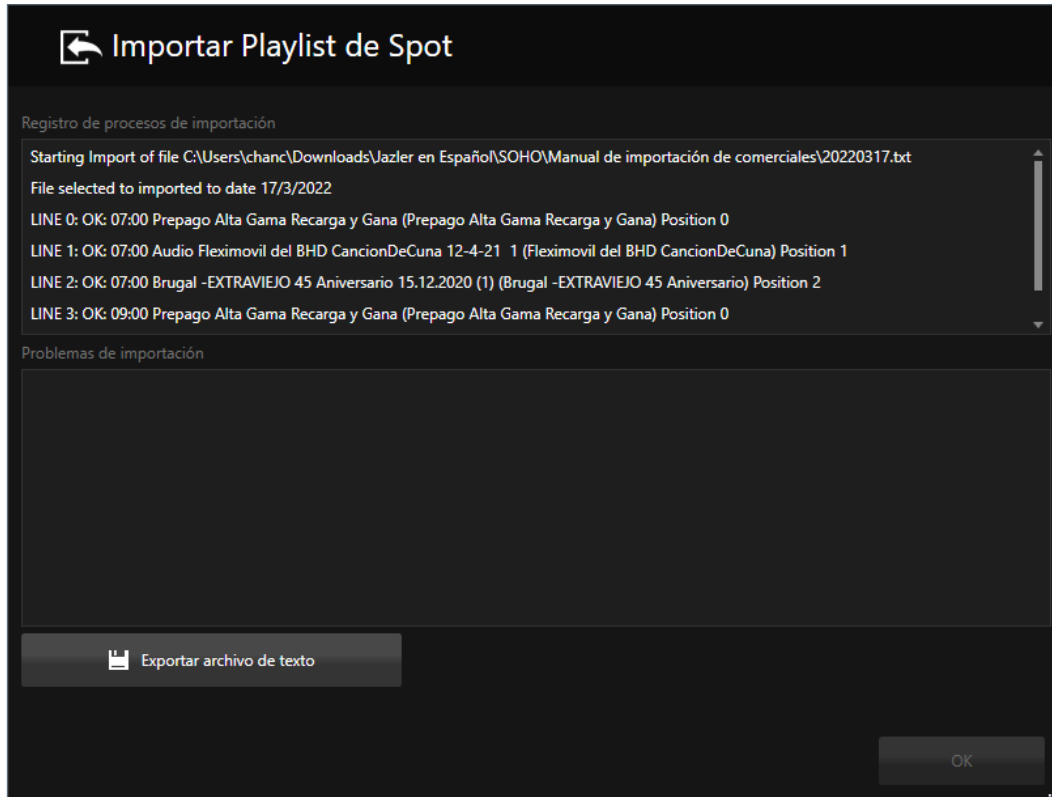 Importar Playlist de Spot
Registro de procesos de importación
Starting Import of file C:\Users\chanc\Downloads\Jazler en Español\SOHO\Manual de importación de comerciales\20220317.txt
File selected to imported to date 17/3/2022
LINE 0: OK: 07:00 Prepago Alta Gama Recarga y Gana (Prepago Alta Gama Recarga y Gana) Position 0
LINE 1: OK: 07:00 Audio Fleximovil del BHD CancionDeCuna 12-4-21  1 (Fleximovil del BHD CancionDeCuna) Position 1
LINE 2: OK: 07:00 Brugal -EXTRAVIEJO 45 Aniversario 15.12.2020 (1) (Brugal -EXTRAVIEJO 45 Aniversario) Position 2
LINE 3: OK: 09:00 Prepago Alta Gama Recarga y Gana (Prepago Alta Gama Recarga y Gana) Position 0
Problemas de importación
Exportar archivo de texto
OK